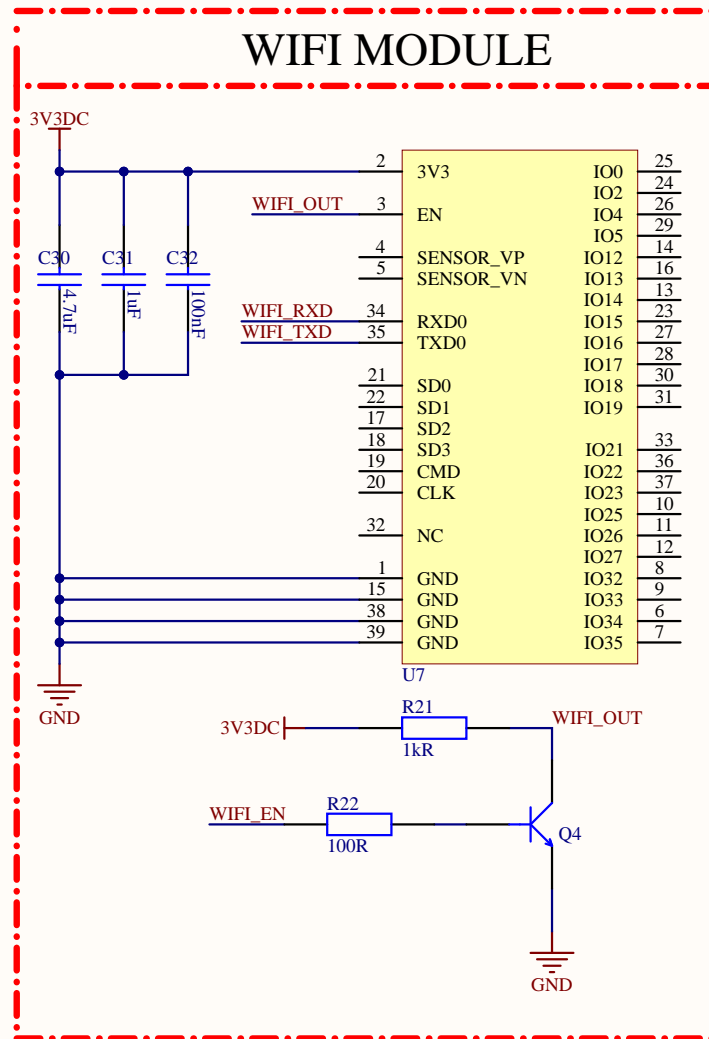 WIFI MODULE
3V3DC
C30
4.7uF
C31
1uF
C32
100nF
GND
WIFI_OUT
WIFI_RXD
WIFI_TXD
2 3V3
3 EN
4 SENSOR_VP
5 SENSOR_VN
34 RXD0
35 TXD0
21 SD0
22 SD1
17 SD2
18 SD3
19 CMD
20 CLK
32 NC
1 GND
15 GND
38 GND
39 GND
IO0 25
IO2 24
IO4 26
IO5 29
IO12 14
IO13 16
IO14 13
IO15 23
IO16 27
IO17 28
IO18 30
IO19 31
IO21 33
IO22 36
IO23 37
IO25 10
IO26 11
IO27 12
IO32 8
IO33 9
IO34 6
IO35 7
U7
3V3DC
R21
1kR
WIFI_OUT
WIFI_EN
R22
100R
Q4
GND